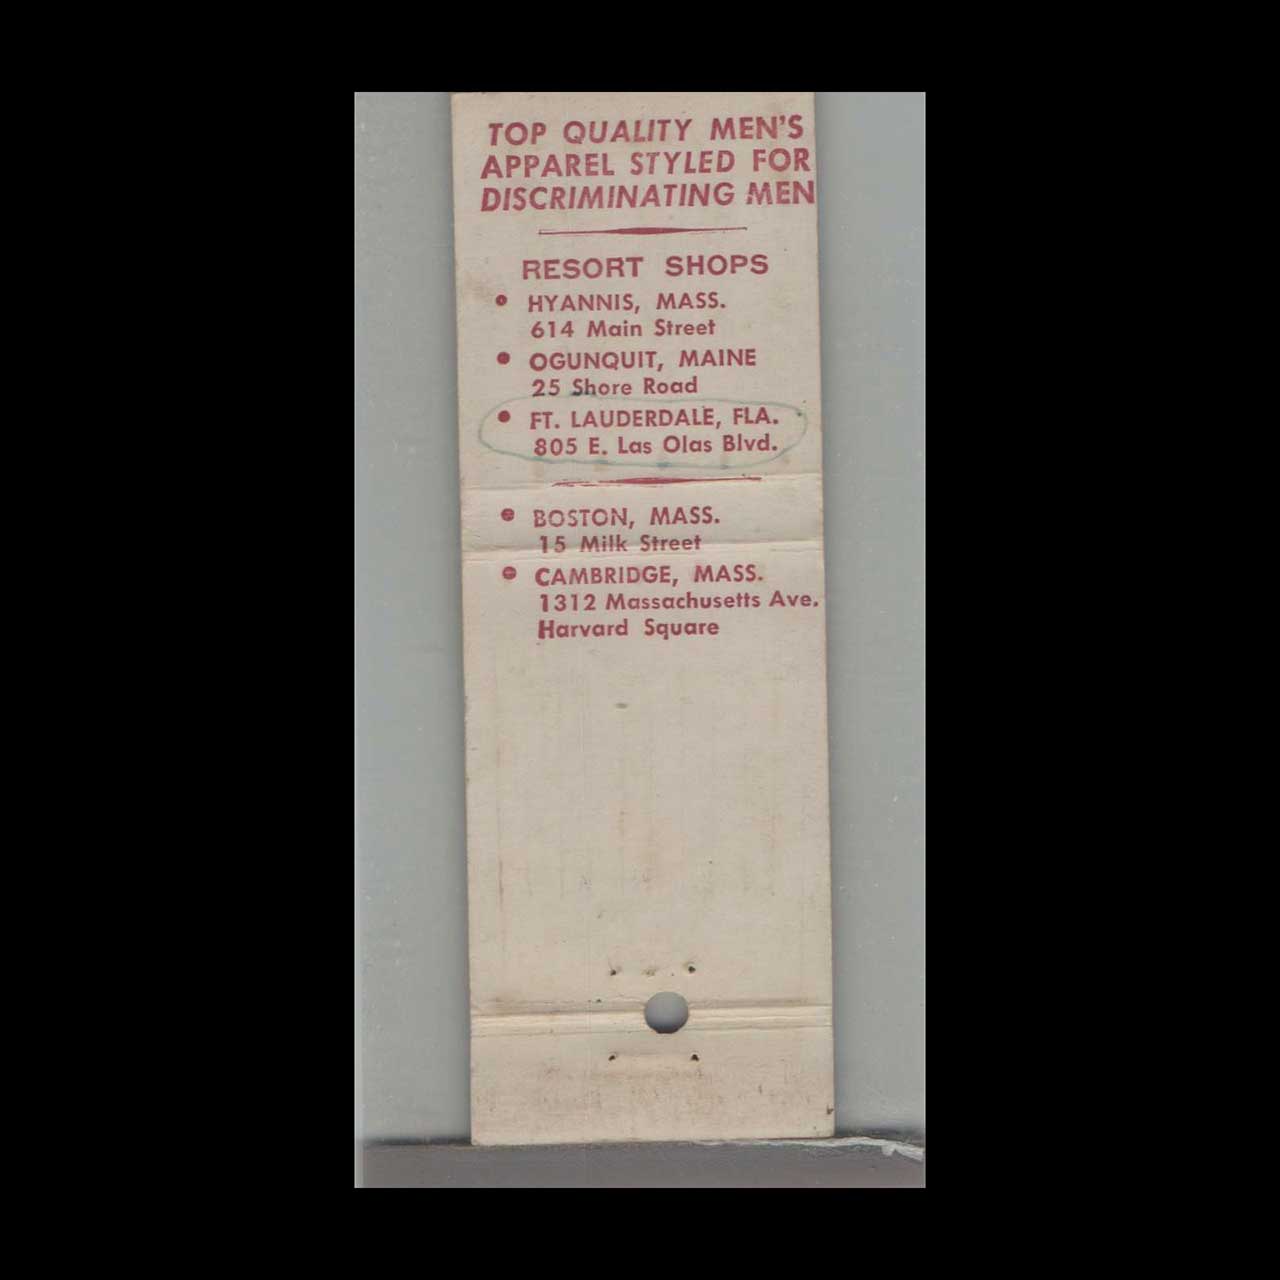 TOP QUALITY MEN'S
APPAREL STYLED FOR
DISCRIMINATING MEN
RESORT SHOPS
• HYANNIS, MASS.
614 Main Street
• OGUNQUIT, MAINE
25 Shore Road
• FT. LAUDERDALE, FLA.
805 E. Las Olas Blvd.
• BOSTON, MASS.
15 Milk Street
• CAMBRIDGE, MASS.
1312 Massachusetts Ave.
Harvard Square